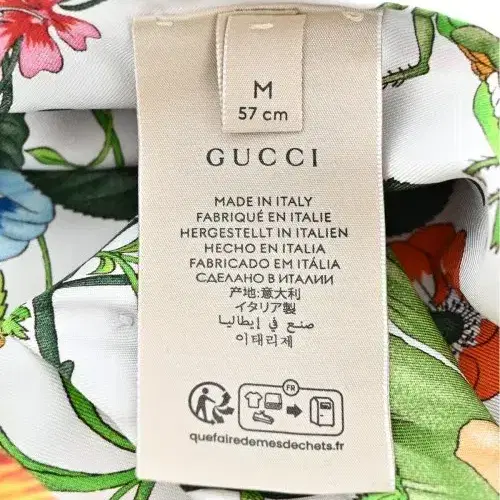 M
57 cm
GUCCI
MADE IN ITALY
FABRIQUÉ EN ITALIE
HERGESTELLT IN ITALIEN
HECHO EN ITALIA
FABRICADO EM ITÁLIA
СДЕЛАНО В ИТАЛИИ
产地:意大利
イタリア製
صنع في إيطاليا
이태리제
FR
quefairedemesdechets.fr